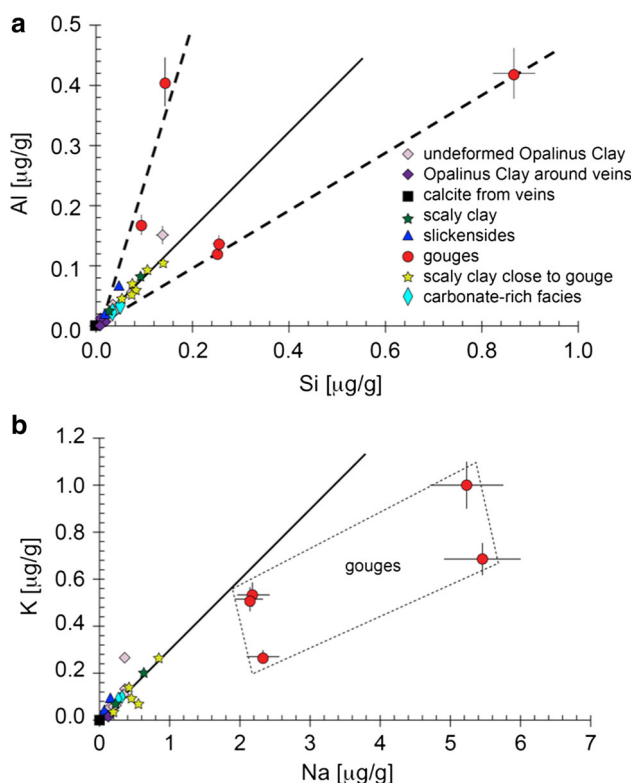 a
0.5
0.4
0.3
0.2
0.1
0.0
Al [µg/g]
undeformed Opalinus Clay
Opalinus Clay around veins
calcite from veins
scaly clay
slickensides
gouges
scaly clay close to gouge
carbonate-rich facies
0.0 0.2 0.4 0.6 0.8 1.0
Si [µg/g]
b
1.2
1.0
0.8
0.6
0.4
0.2
0.0
K [µg/g]
gouges
0 1 2 3 4 5 6 7
Na [µg/g]